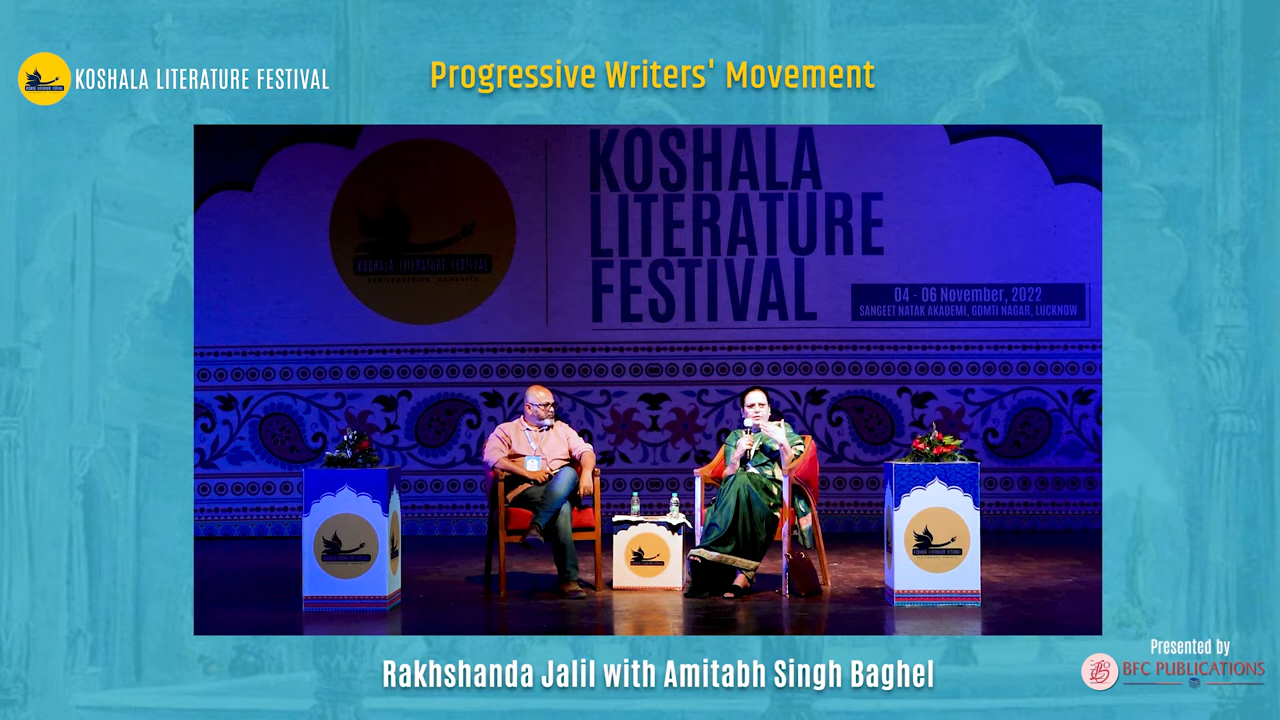 KOSHALA LITERATURE FESTIVAL
Progressive Writers' Movement
KOSHALA
LITERATURE
FESTIVAL
KOSHALA LITERATURE FESTIVAL
04 - 06 November, 2022
SANGEET NATAK AKADEMI, GOMTI NAGAR, LUCKNOW
Rakhshanda Jalil with Amitabh Singh Baghel
Presented by
BFC PUBLICATIONS